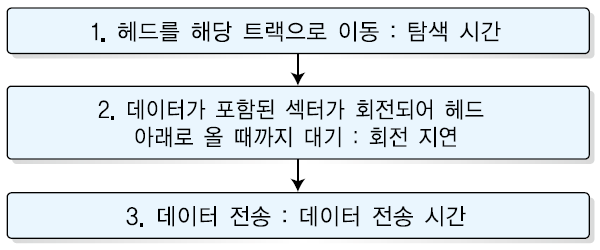 1. 헤드를 해당 트랙으로 이동 : 탐색 시간
2. 데이터가 포함된 섹터가 회전되어 헤드
아래로 올 때까지 대기 : 회전 지연
3. 데이터 전송 : 데이터 전송 시간